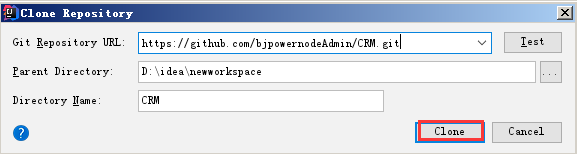 Clone Repository
Git Repository URL: https://github.com/bjpowernodeAdmin/CRM.git Test
Parent Directory: D:\idea\newworkspace ...
Directory Name: CRM
? Clone Cancel